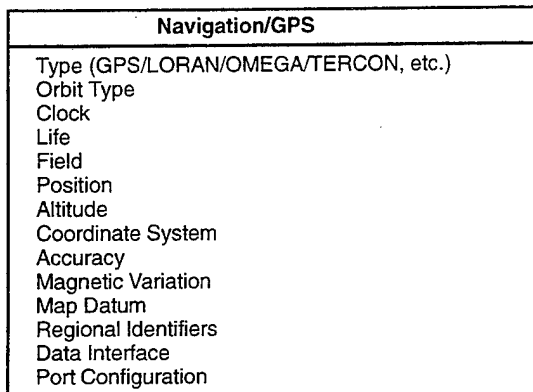 Navigation/GPS
Type (GPS/LORAN/OMEGA/TERCON, etc.)
Orbit Type
Clock
Life
Field
Position
Altitude
Coordinate System
Accuracy
Magnetic Variation
Map Datum
Regional Identifiers
Data Interface
Port Configuration